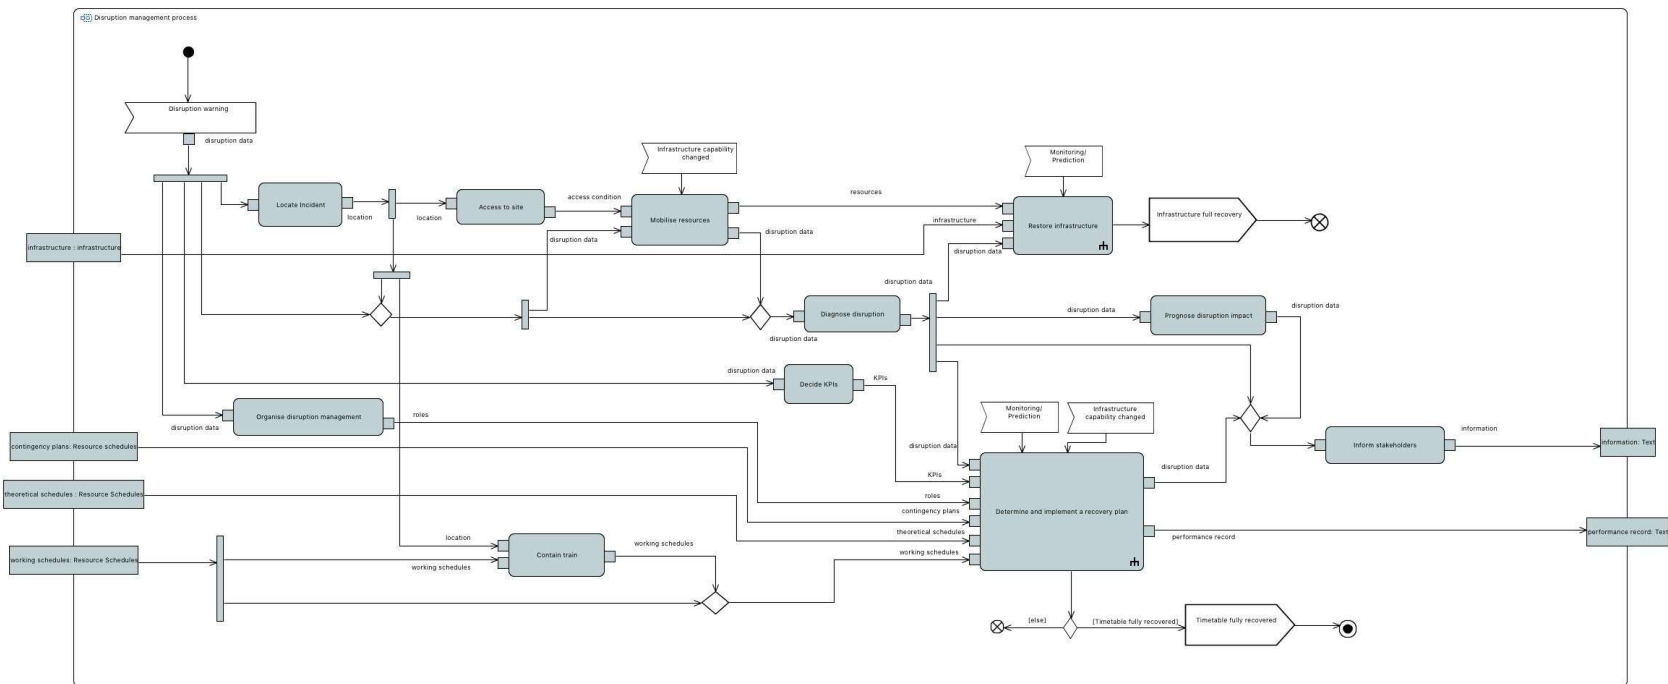 Disruption management process
Disruption warning
disruption data
Infrastructure capability
changed
Monitoring/
Prediction
Locate Incident
location
location
Access to site
access condition
disruption data
Mobilise resources
resources
disruption data
infrastructure
disruption data
Restore infrastructure
Infrastructure full recovery
infrastructure : infrastructure
disruption data
Diagnose disruption
disruption data
disruption data
Prognose disruption impact
disruption data
disruption data
Decide KPIs
KPIs
Organise disruption management
disruption data
roles
Monitoring/
Prediction
Infrastructure
capability changed
contingency plans: Resource schedules
disruption data
Inform stakeholders
information
information: Text
KPIs
disruption data
theoretical schedules : Resource Schedules
roles
contingency plans
Determine and implement a recovery plan
theoretical schedules
performance record
performance record: Text
location
Contain train
working schedules
working schedules
working schedules: Resource Schedules
working schedules
[else]
[Timetable fully recovered]
Timetable fully recovered